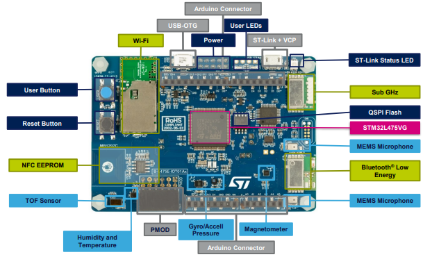 Arduino Connector
USB-OTG
User LEDs
Wi-Fi
Power
ST-Link + VCP
ST-Link Status LED
User Button
Sub GHz
QSPI Flash
Reset Button
RoHS
STM32L475VG
MEMS Microphone
NFC EEPROM
Bluetooth® Low
Energy
TOF Sensor
MEMS Microphone
PMOD
Gyro/Accell
Pressure
Magnetometer
Humidity and
Temperature
Arduino Connector